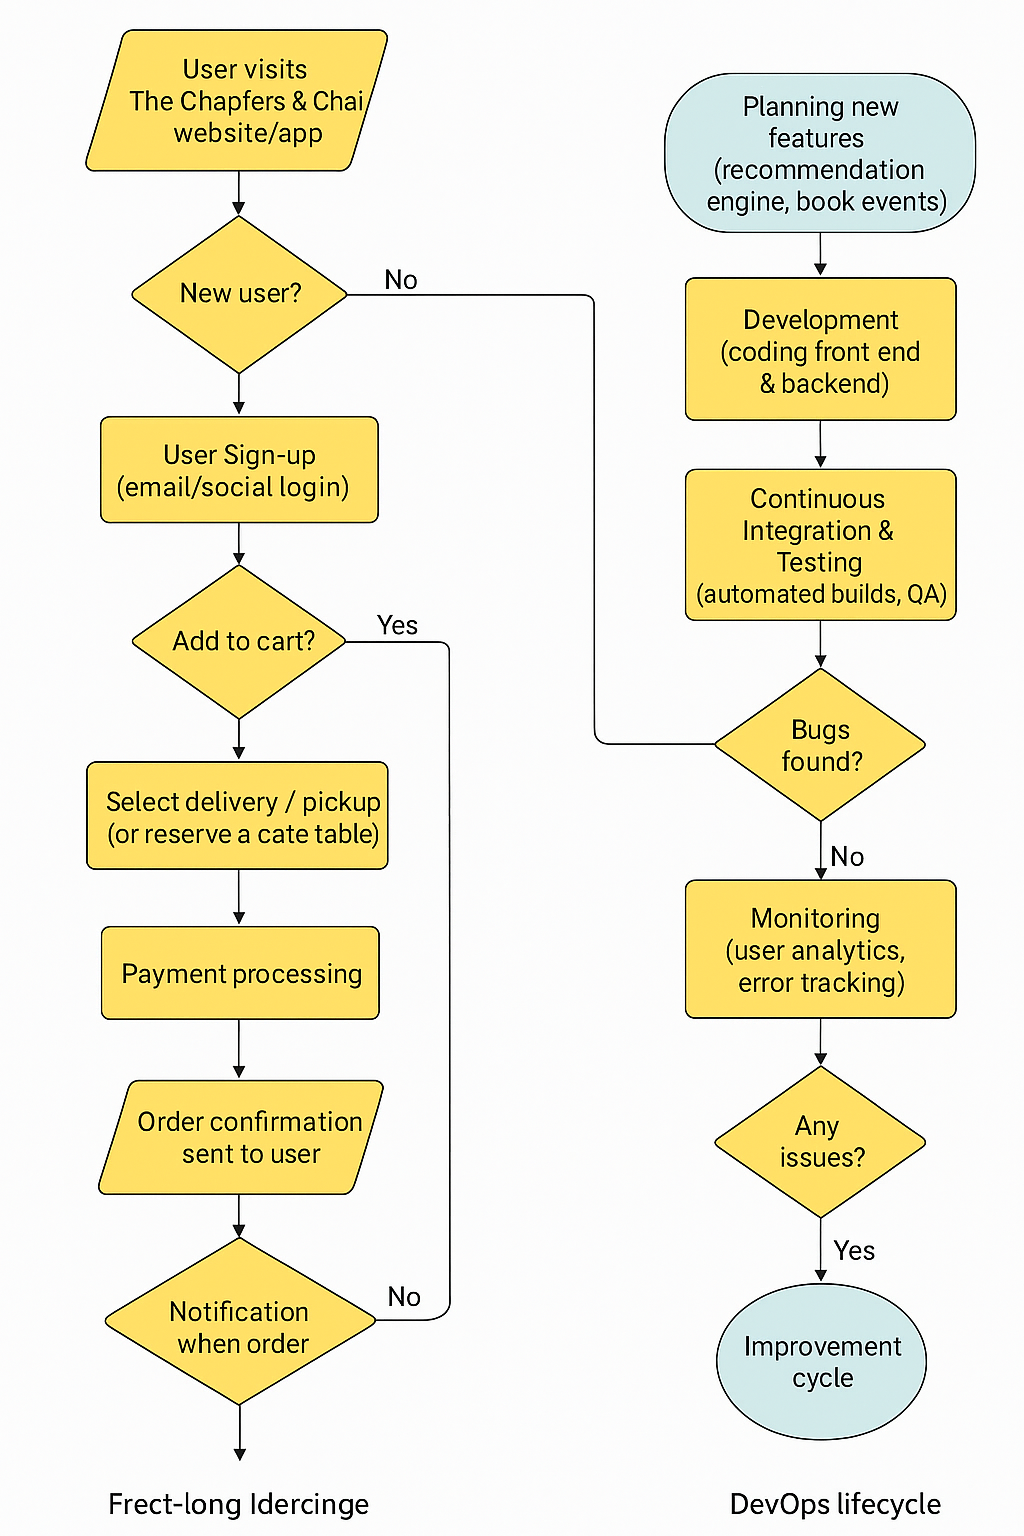 User visits
The Chapfers & Chai
website/app
New user?
No
User Sign-up
(email/social login)
Add to cart?
Yes
Select delivery / pickup
(or reserve a cate table)
Payment processing
Order confirmation
sent to user
Notification
when order
No
Frect-long Idercinge
Planning new
features
(recommendation
engine, book events)
Development
(coding front end
& backend)
Continuous
Integration &
Testing
(automated builds, QA)
Bugs
found?
No
Monitoring
(user analytics,
error tracking)
Any
issues?
Yes
Improvement
cycle
DevOps lifecycle